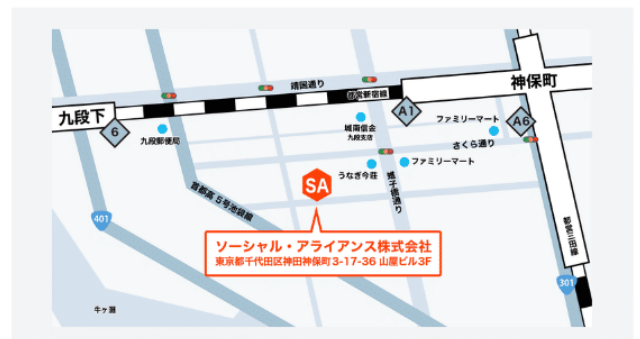 靖国通り
神保町
都営新宿線
九段下
A1
6
九段郵便局
城南信金
九段支店
ファミリーマート
A6
さくら通り
うなぎ今荘
ファミリーマート
SA
首都高5号池袋線
専大通り
401
都営三田線
ソーシャル・アライアンス株式会社
東京都千代田区神田神保町3-17-36 山屋ビル3F
301
牛ヶ淵